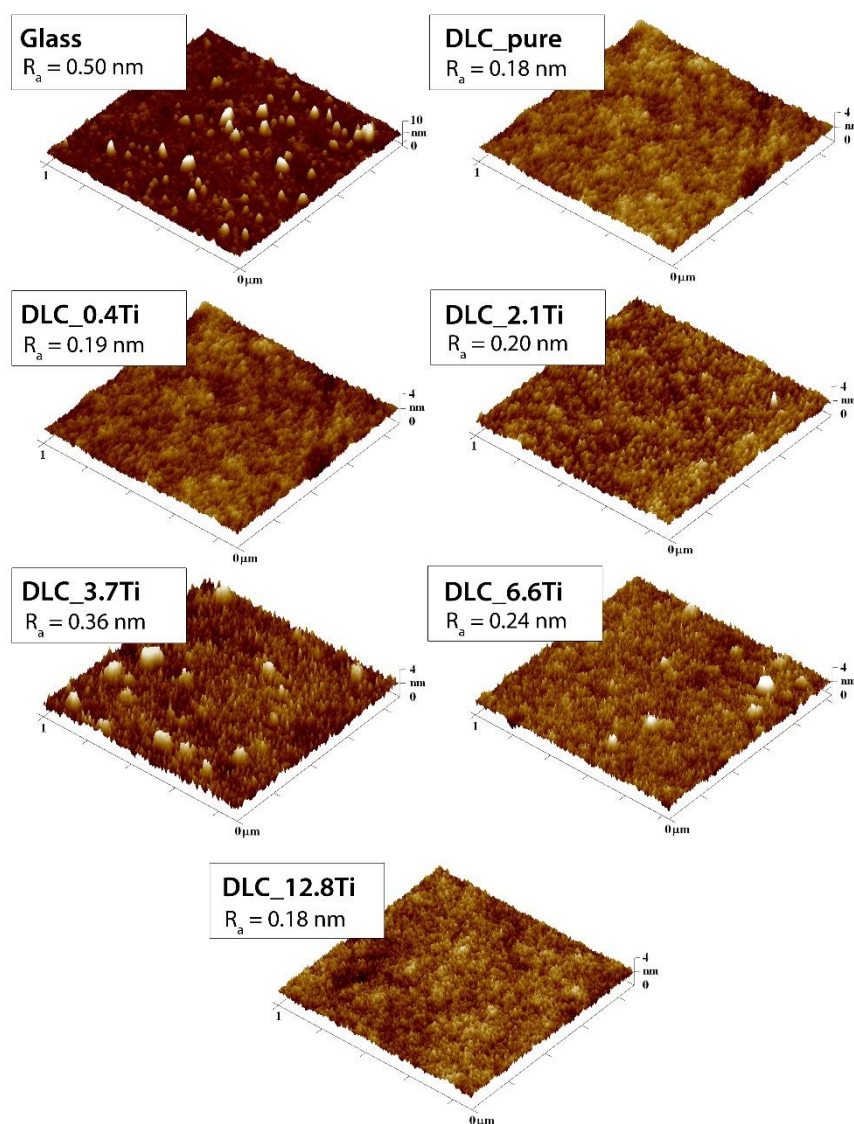 Glass
Rₐ = 0.50 nm
10
nm
0
1
0µm
DLC_pure
Rₐ = 0.18 nm
4
nm
0
1
0µm
DLC_0.4Ti
Rₐ = 0.19 nm
4
nm
0
1
0µm
DLC_2.1Ti
Rₐ = 0.20 nm
4
nm
0
1
0µm
DLC_3.7Ti
Rₐ = 0.36 nm
4
nm
0
1
0µm
DLC_6.6Ti
Rₐ = 0.24 nm
4
nm
0
1
0µm
DLC_12.8Ti
Rₐ = 0.18 nm
4
nm
0
1
0µm